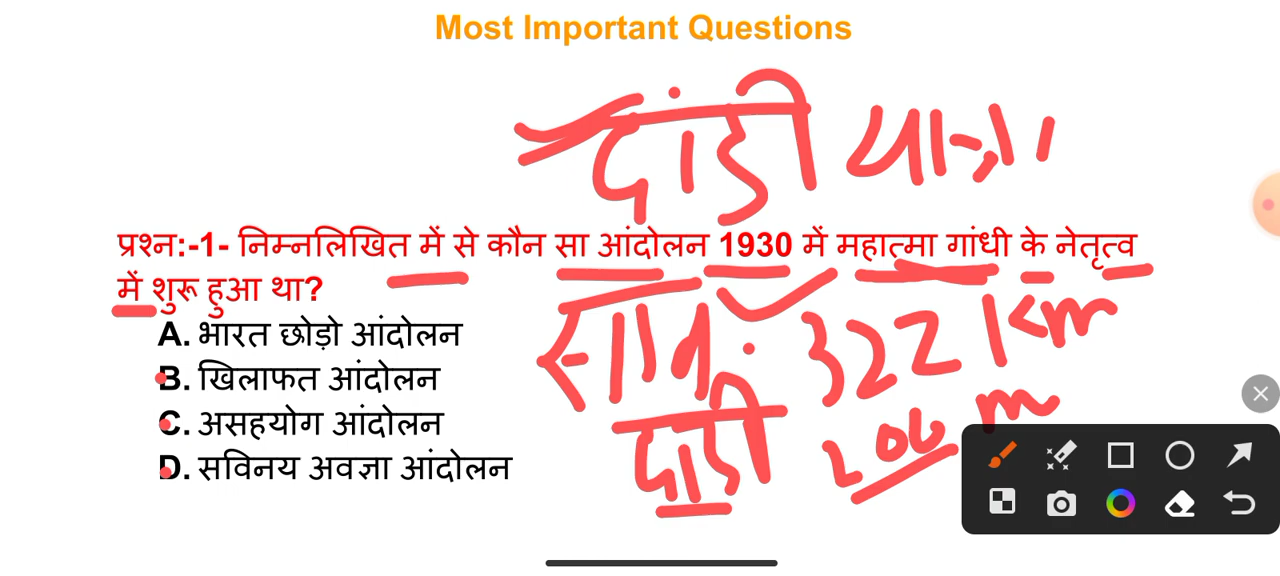 Most Important Questions
दांडी यात्रा
प्रश्न:-1- निम्नलिखित में से कौन सा आंदोलन 1930 में महात्मा गांधी के नेतृत्व
में शुरू हुआ था?
A. भारत छोड़ो आंदोलन
B. खिलाफत आंदोलन
C. असहयोग आंदोलन
D. सविनय अवज्ञा आंदोलन
322 Km
दांडी
m